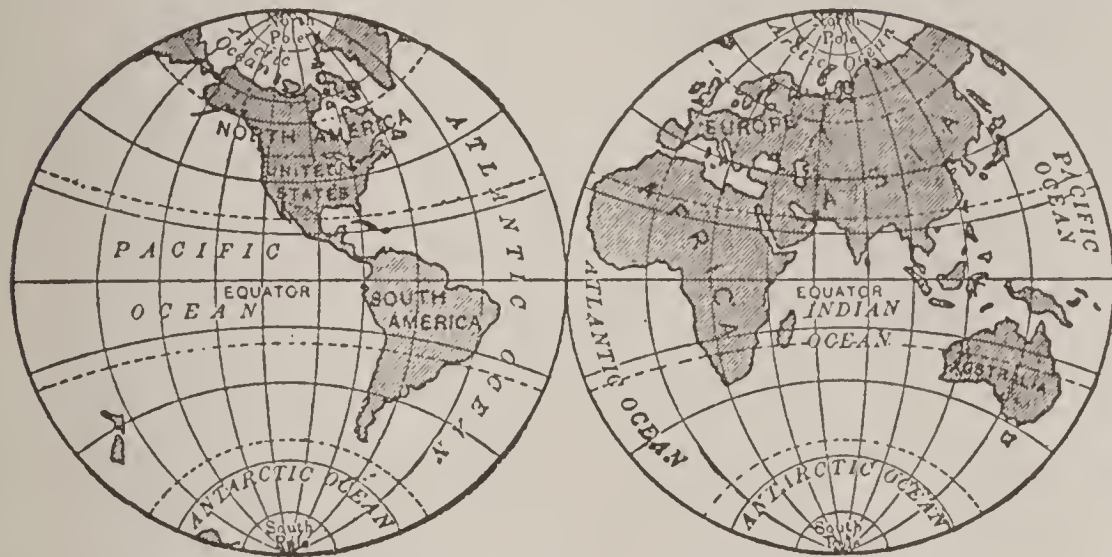 North
Pole
Arctic
Ocean
NORTH AMERICA
UNITED
STATES
ATLANTIC OCEAN
PACIFIC
OCEAN
EQUATOR
SOUTH
AMERICA
ANTARCTIC OCEAN
South
Pole
North
Pole
Arctic Ocean
EUROPE
ASIA
AFRICA
PACIFIC
OCEAN
ATLANTIC OCEAN
EQUATOR
INDIAN
OCEAN
AUSTRALIA
ANTARCTIC OCEAN
South
Pole